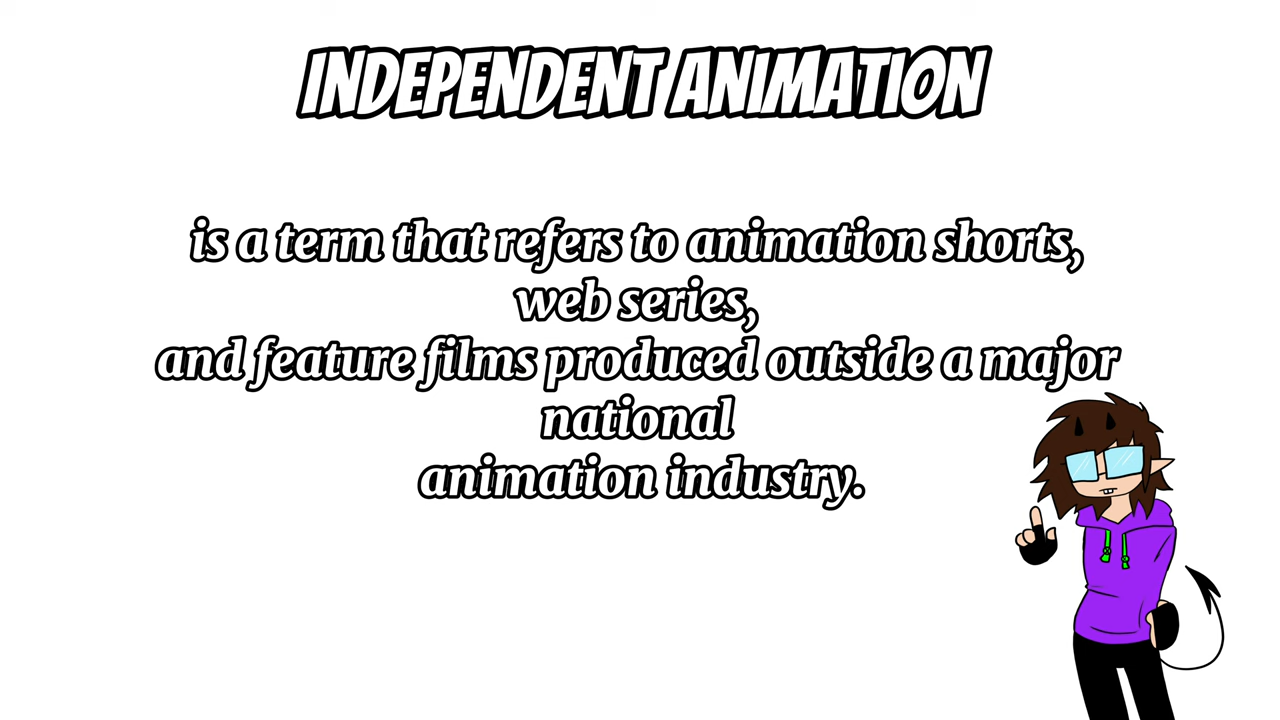 INDEPENDENT ANIMATION
is a term that refers to animation shorts,
web series,
and feature films produced outside a major
national
animation industry.